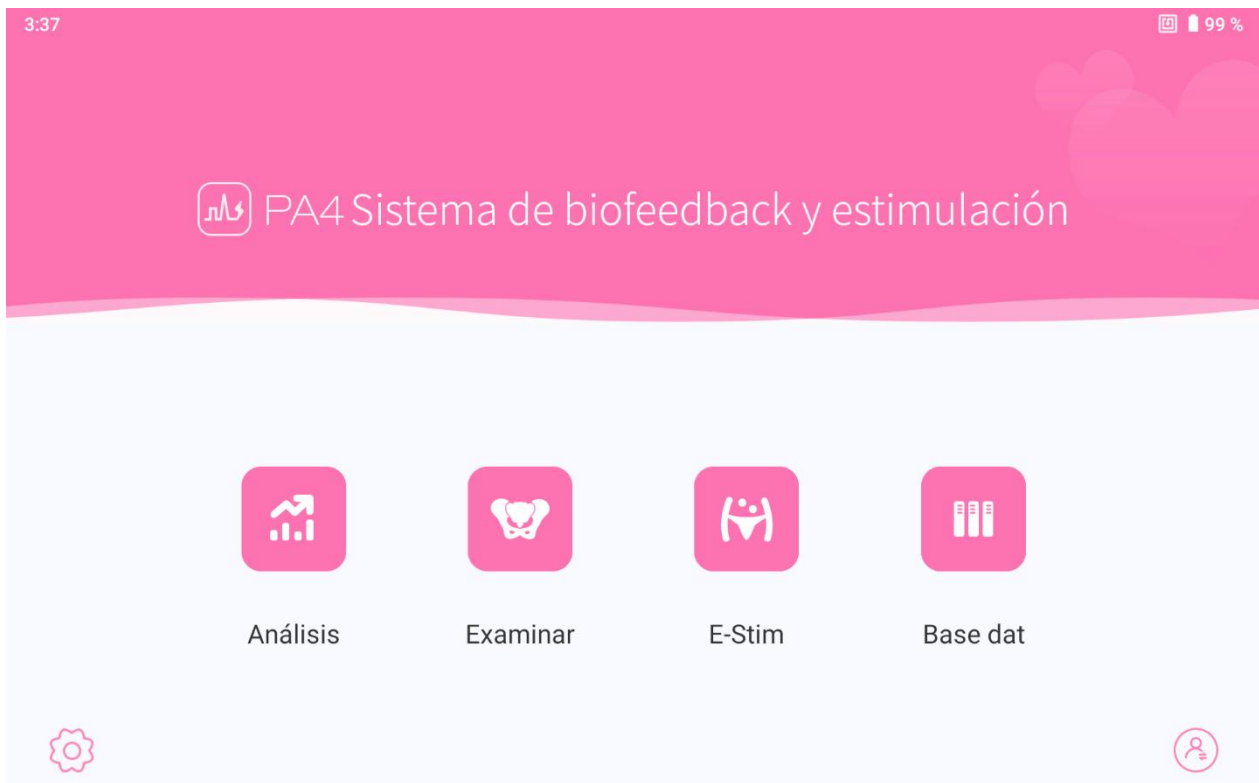 3:37
99 %
PA4 Sistema de biofeedback y estimulación
Análisis
Examinar
E-Stim
Base dat